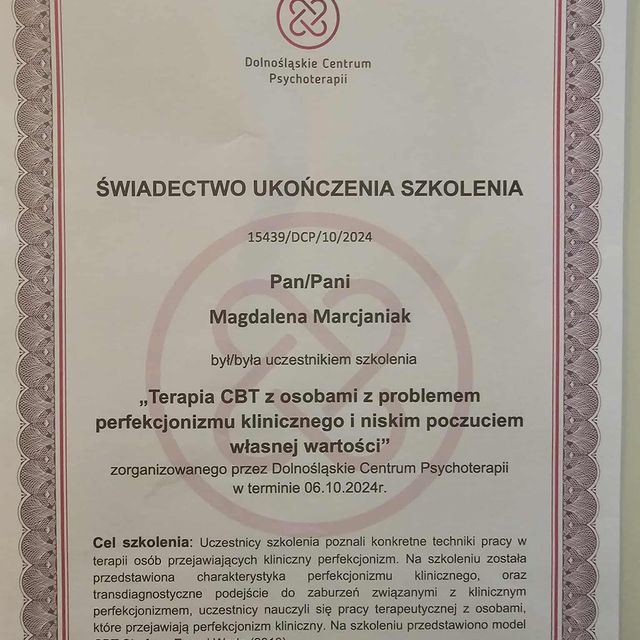 Dolnośląskie Centrum
Psychoterapii
ŚWIADECTWO UKOŃCZENIA SZKOLENIA
15439/DCP/10/2024
Pan/Pani
Magdalena Marcjaniak
był/była uczestnikiem szkolenia
„Terapia CBT z osobami z problemem
perfekcjonizmu klinicznego i niskim poczuciem
własnej wartości”
zorganizowanego przez Dolnośląskie Centrum Psychoterapii
w terminie 06.10.2024r.
Cel szkolenia: Uczestnicy szkolenia poznali konkretne techniki pracy w
terapii osób przejawiających kliniczny perfekcjonizm. Na szkoleniu została
przedstawiona charakterystyka perfekcjonizmu klinicznego, oraz
transdiagnostyczne podejście do zaburzeń związanymi z klinicznym
perfekcjonizmem, uczestnicy nauczyli się pracy terapeutycznej z osobami,
które przejawiają perfekcjonizm kliniczny. Na szkoleniu przedstawiono model